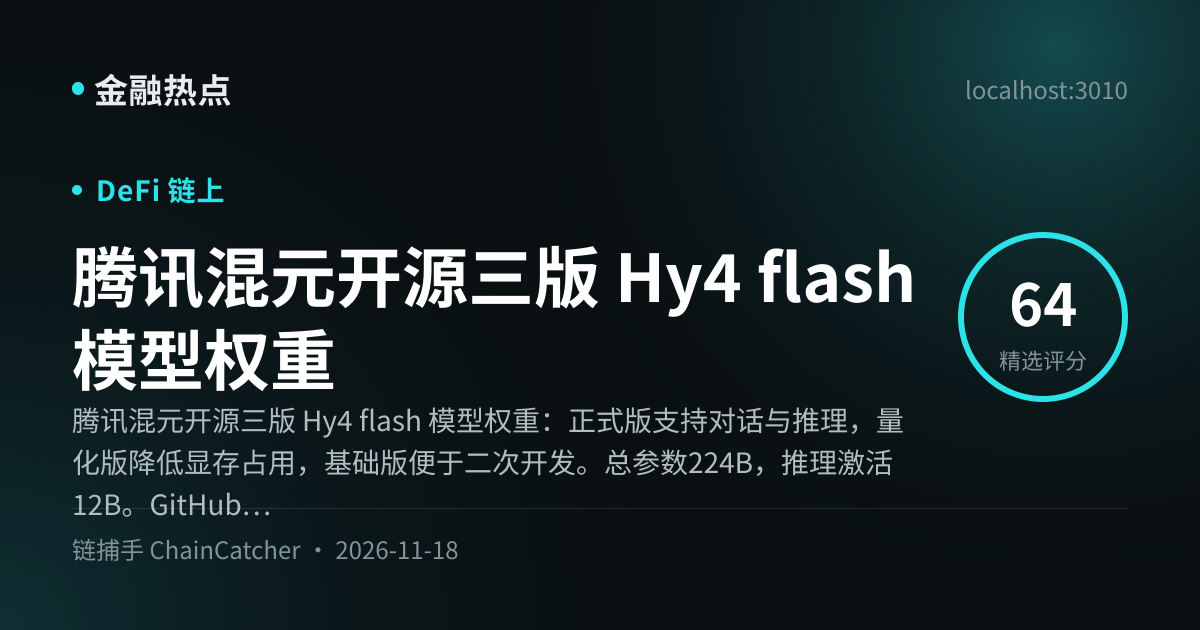 金融热点
localhost:3010
DeFi 链上
腾讯混元开源三版 Hy4 flash
模型权重
64
精选评分
腾讯混元开源三版 Hy4 flash 模型权重：正式版支持对话与推理，量
化版降低显存占用，基础版便于二次开发。总参数224B，推理激活
12B。GitHub…
链捕手 ChainCatcher · 2026-11-18